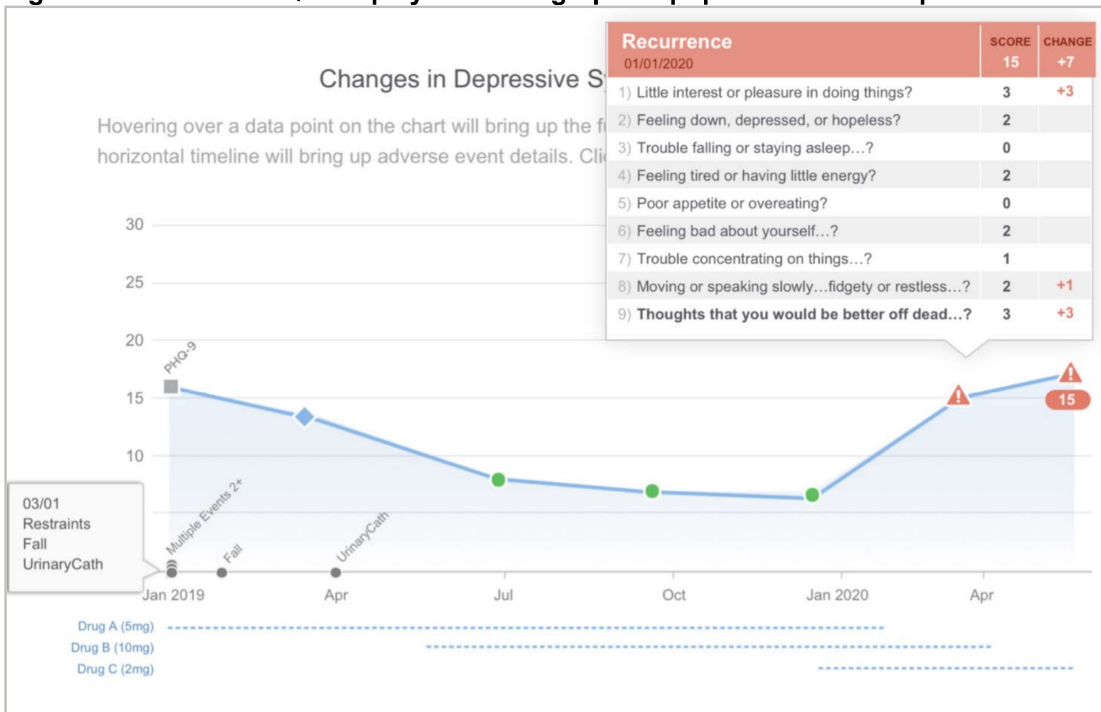 Changes in Depressive S
Hovering over a data point on the chart will bring up the
horizontal timeline will bring up adverse event details.
Recurrence
01/01/2020
SCORE
15
CHANGE
+7
1) Little interest or pleasure in doing things? 3 +3
2) Feeling down, depressed, or hopeless? 2
3) Trouble falling or staying asleep…? 0
4) Feeling tired or having little energy? 2
5) Poor appetite or overeating? 0
6) Feeling bad about yourself…? 2
7) Trouble concentrating on things…? 1
8) Moving or speaking slowly…fidgety or restless…? 2 +1
9) Thoughts that you would be better off dead…? 3 +3
30
25
20
15
10
PHQ-9
15
03/01
Restraints
Fall
UrinaryCath
Multiple Events 2+
Fall
UrinaryCath
Jan 2019 Apr Jul Oct Jan 2020 Apr
Drug A (5mg)
Drug B (10mg)
Drug C (2mg)